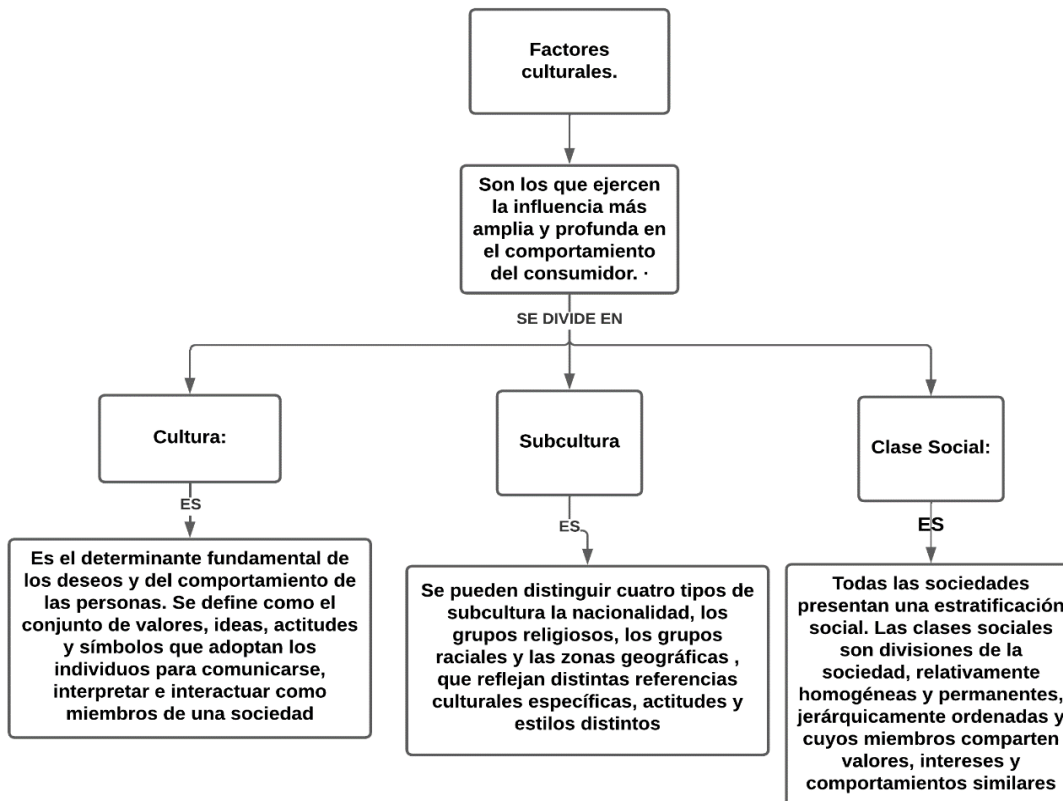 Factores
culturales.
Son los que ejercen
la influencia más
amplia y profunda en
el comportamiento
del consumidor. ·
SE DIVIDE EN
Cultura:
Subcultura
Clase Social:
ES
ES
ES
Es el determinante fundamental de
los deseos y del comportamiento de
las personas. Se define como el
conjunto de valores, ideas, actitudes
y símbolos que adoptan los
individuos para comunicarse,
interpretar e interactuar como
miembros de una sociedad
Se pueden distinguir cuatro tipos de
subcultura la nacionalidad, los
grupos religiosos, los grupos
raciales y las zonas geográficas ,
que reflejan distintas referencias
culturales específicas, actitudes y
estilos distintos
Todas las sociedades
presentan una estratificación
social. Las clases sociales
son divisiones de la
sociedad, relativamente
homogéneas y permanentes,
jerárquicamente ordenadas y
cuyos miembros comparten
valores, intereses y
comportamientos similares